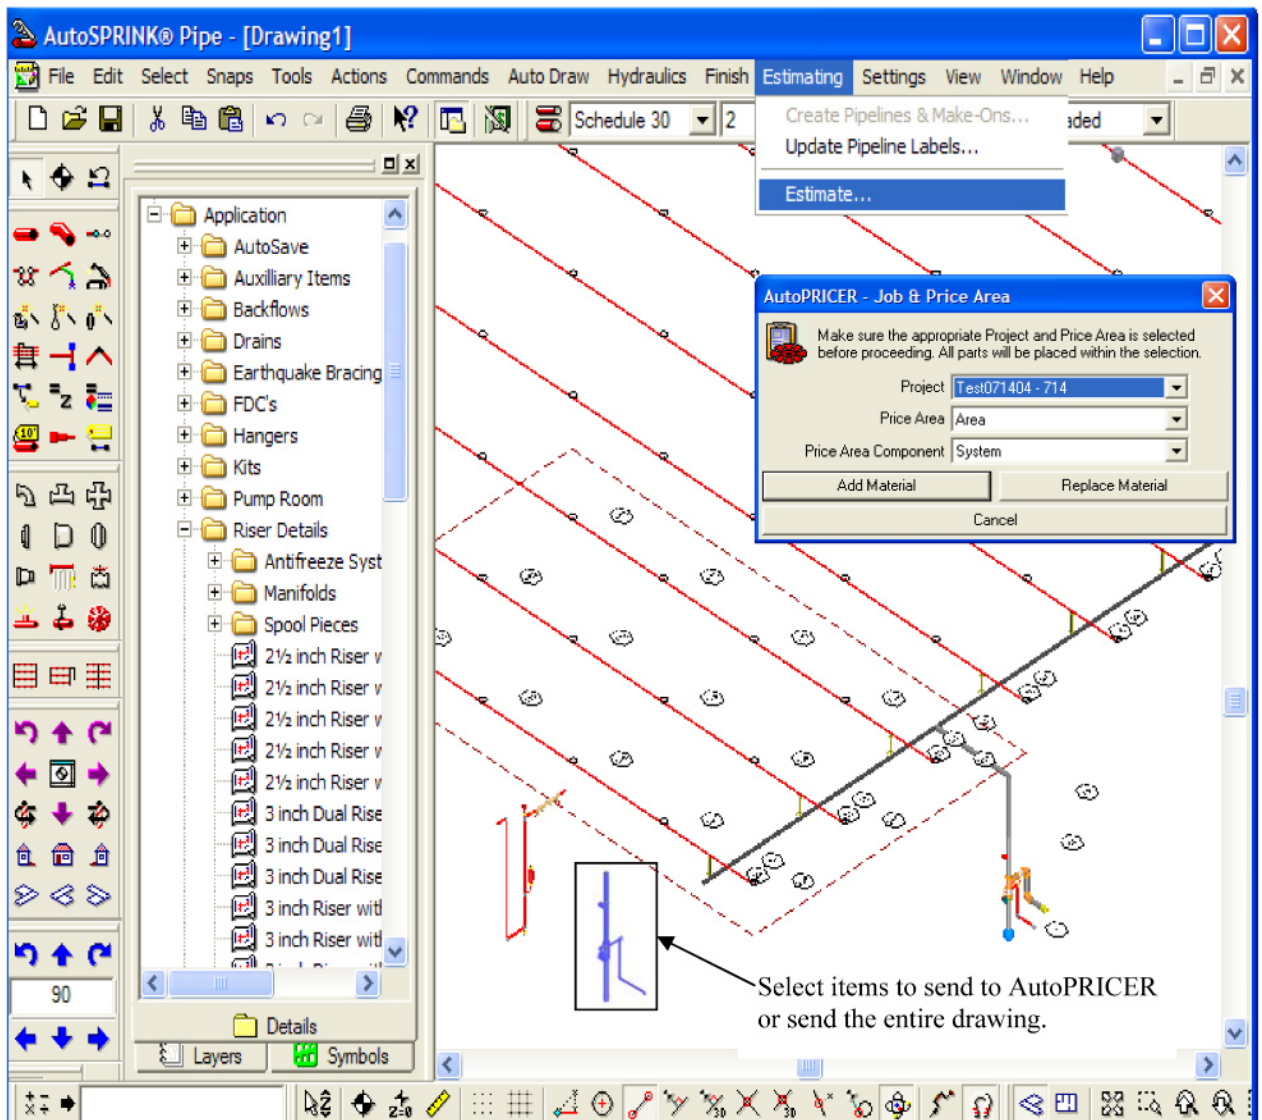 AutoSPRINK® Pipe - [Drawing1]
File Edit Select Snaps Tools Actions Commands Auto Draw Hydraulics Finish Estimating Settings View Window Help
Schedule 30 2 aded
Create Pipelines & Make-Ons...
Update Pipeline Labels...
Estimate...
Application
AutoSave
Auxilliary Items
Backflows
Drains
Earthquake Bracing
FDC's
Hangers
Kits
Pump Room
Riser Details
Antifreeze Syst
Manifolds
Spool Pieces
2½ inch Riser w
2½ inch Riser w
2½ inch Riser w
2½ inch Riser w
2½ inch Riser w
3 inch Dual Rise
3 inch Dual Rise
3 inch Dual Rise
3 inch Riser with
3 inch Riser with
Details
Layers Symbols
90
AutoPRICER - Job & Price Area
Make sure the appropriate Project and Price Area is selected
before proceeding. All parts will be placed within the selection.
Project Test071404 - 714
Price Area Area
Price Area Component System
Add Material Replace Material
Cancel
Select items to send to AutoPRICER
or send the entire drawing.